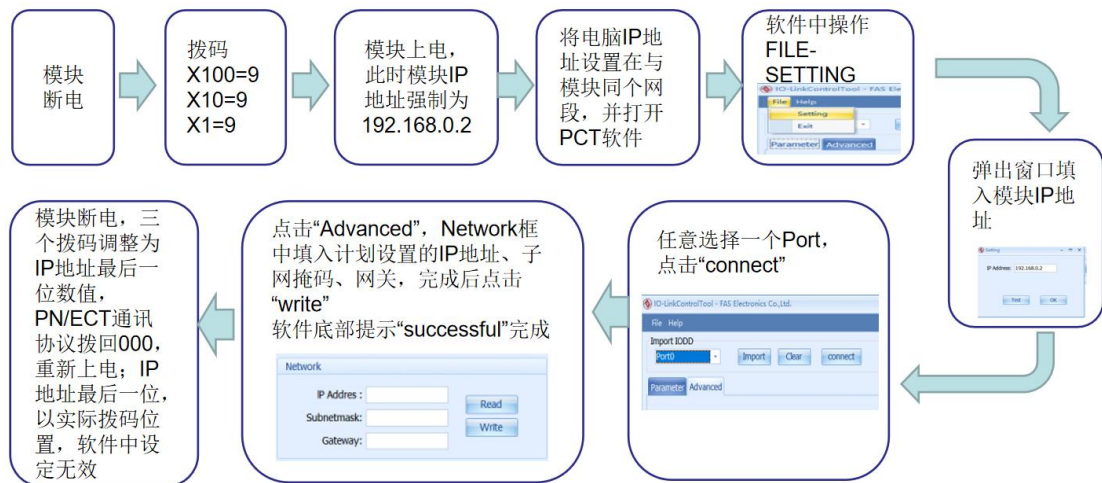 模块
断电
拨码
X100=9
X10=9
X1=9
模块上电，
此时模块IP
地址强制为
192.168.0.2
将电脑IP地
址设置在与
模块同个网
段，并打开
PCT软件
软件中操作
FILE-
SETTING
IO-LinkControlTool - FAS Ele
File Help
Setting
Exit
Parameter Advanced
弹出窗口填
入模块IP地
址
Setting
IP Address: 192.168.0.2
Test OK
任意选择一个Port，
点击“connect”
IO-LinkControlTool - FAS Electronics Co.,Ltd.
File Help
Import IODD
Port0 Import Clear connect
Parameter Advanced
点击“Advanced”，Network框
中填入计划设置的IP地址、子
网掩码、网关，完成后点击
“write”
软件底部提示“successful”完成
Network
IP Addres :
Read
Subnetmask:
Write
Gateway:
模块断电，三
个拨码调整为
IP地址最后一
位数值，
PN/ECT通讯
协议拨回000，
重新上电；IP
地址最后一位，
以实际拨码位
置，软件中设
定无效